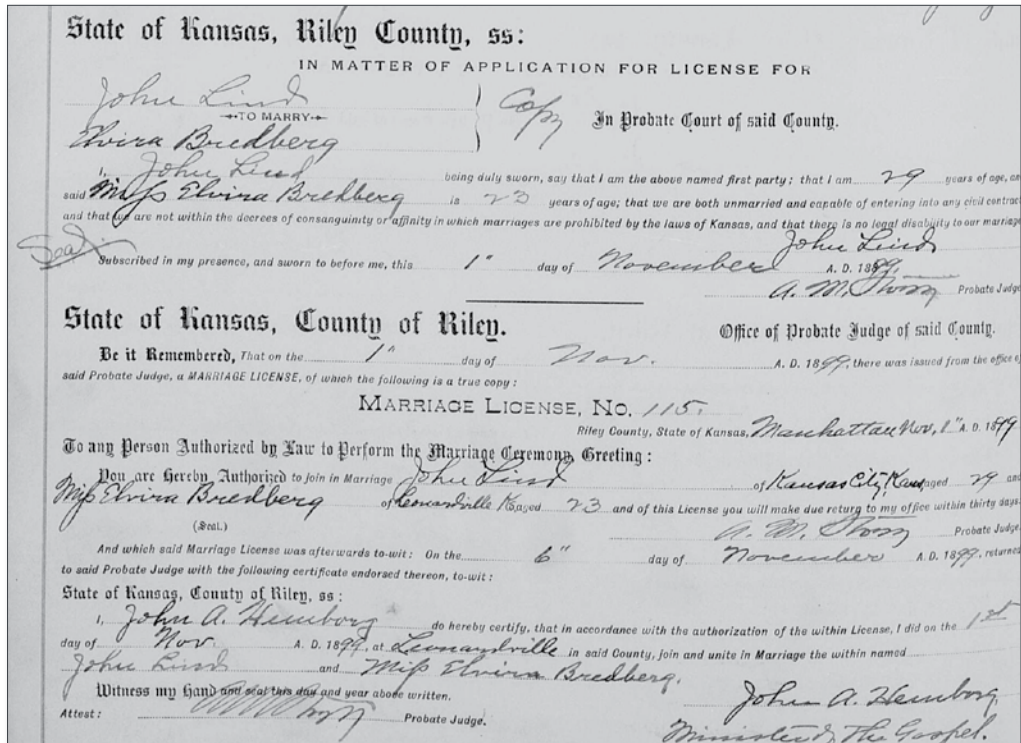 State of Kansas, Riley County, ss:
IN MATTER OF APPLICATION FOR LICENSE FOR
John Lind
TO MARRY
Copy
In Probate Court of said County.
Elvira Bredberg
I, John Lind being duly sworn, say that I am the above named first party; that I am 29 years of age, an
said Miss Elvira Bredberg is 23 years of age; that we are both unmarried and capable of entering into any civil contract
and that we are not within the decrees of consanguinity or affinity in which marriages are prohibited by the laws of Kansas, and that there is no legal disability to our marriage
John Lind
Seal.
Subscribed in my presence, and sworn to before me, this 1" day of November A. D. 1899.
A. M. Probate Judge
State of Kansas, County of Riley.
Office of Probate Judge of said County.
Be it Remembered, That on the 1" day of Nov. A. D. 1899, there was issued from the office o
said Probate Judge, a MARRIAGE LICENSE, of which the following is a true copy:
MARRIAGE LICENSE, NO. 115.
Riley County, State of Kansas, Manhattan Nov, 1" A. D. 1899
To any Person Authorized by Law to Perform the Marriage Ceremony, Greeting:
You are Hereby Authorized to join in Marriage John Lind of Kansas City, Kans aged 29 and
Miss Elvira Bredberg of Leonardville Ks aged 23 and of this License you will make due return to my office within thirty days.
(Seal.)
A. M. Probate Judge
And which said Marriage License was afterwards to-wit: On the 6" day of November A. D. 1899, returned
to said Probate Judge with the following certificate endorsed thereon, to-wit:
State of Kansas, County of Riley, ss:
I, John A. Hemborg do hereby certify, that in accordance with the authorization of the within License, I did on the 1st
day of Nov. A. D. 1899, at Leonardville in said County, join and unite in Marriage the within named
John Lind and Miss Elvira Bredberg.
Witness my Hand and seal this day and year above written.
John A. Hemborg,
Attest: Probate Judge.
Minister of The Gospel.